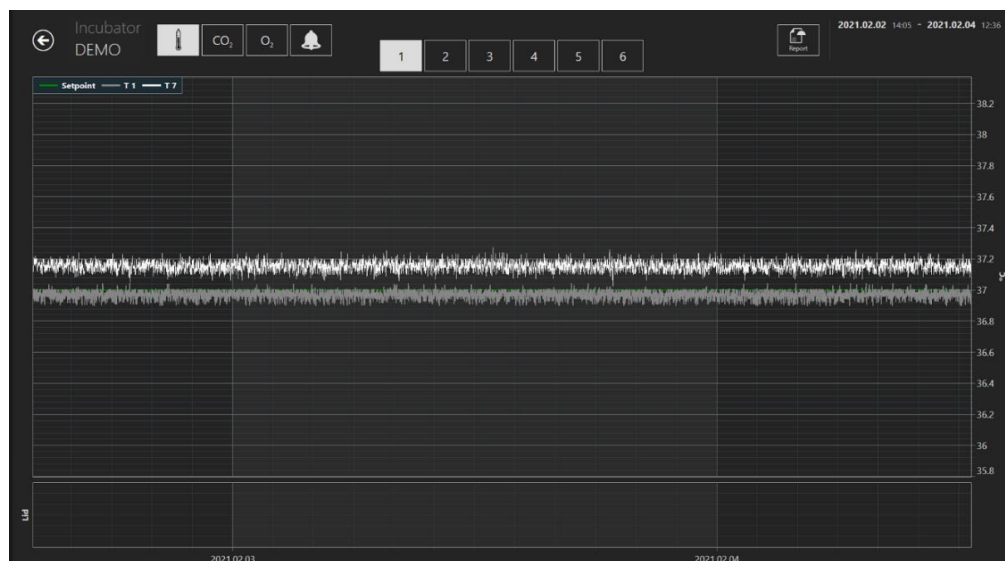 Incubator
DEMO
CO₂
O₂
1 2 3 4 5 6
Report
2021.02.02 14:05 - 2021.02.04 12:36
Setpoint T 1 T 7
38.2
38
37.8
37.6
37.4
37.2
°C
37
36.8
36.6
36.4
36.2
36
35.8
Lid
2021.02.03 2021.02.04